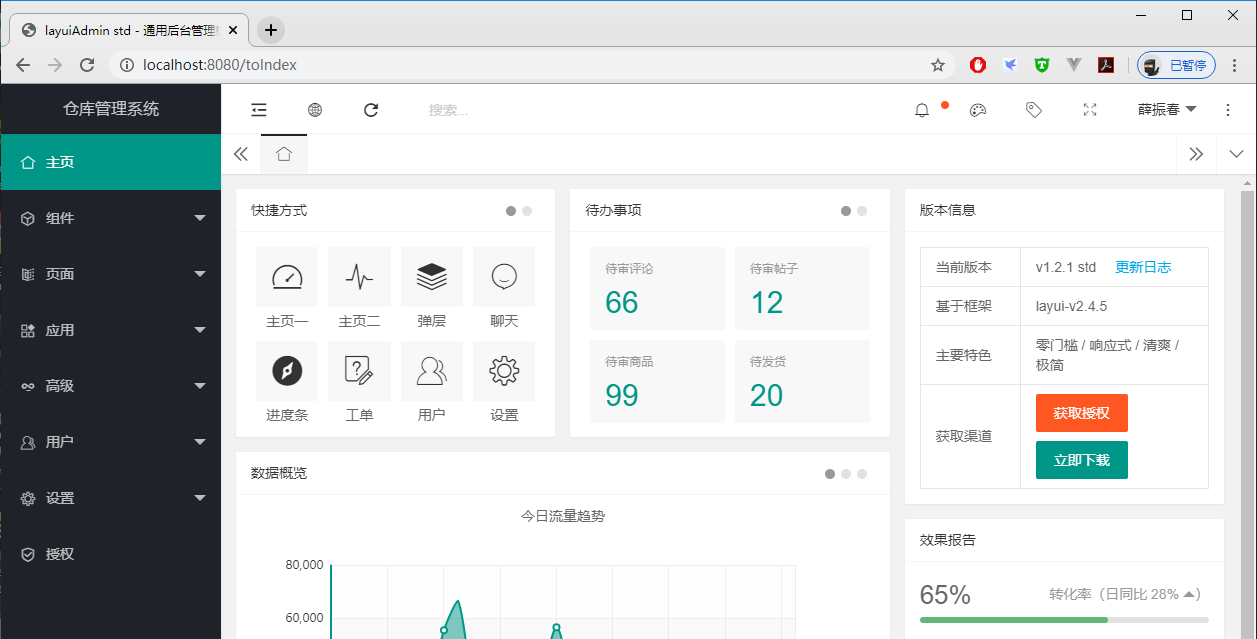 layuiAdmin std - 通用后台管理
localhost:8080/toIndex
已暂停
仓库管理系统
搜索...
薛振春
主页
组件
页面
应用
高级
用户
设置
授权
快捷方式
主页一 主页二 弹层 聊天
进度条 工单 用户 设置
待办事项
待审评论 待审帖子
66 12
待审商品 待发货
99 20
版本信息
当前版本 v1.2.1 std 更新日志
基于框架 layui-v2.4.5
主要特色 零门槛 / 响应式 / 清爽 /
极简
获取渠道 获取授权
立即下载
数据概览
今日流量趋势
80,000
60,000
效果报告
65% 转化率（日同比 28% ）